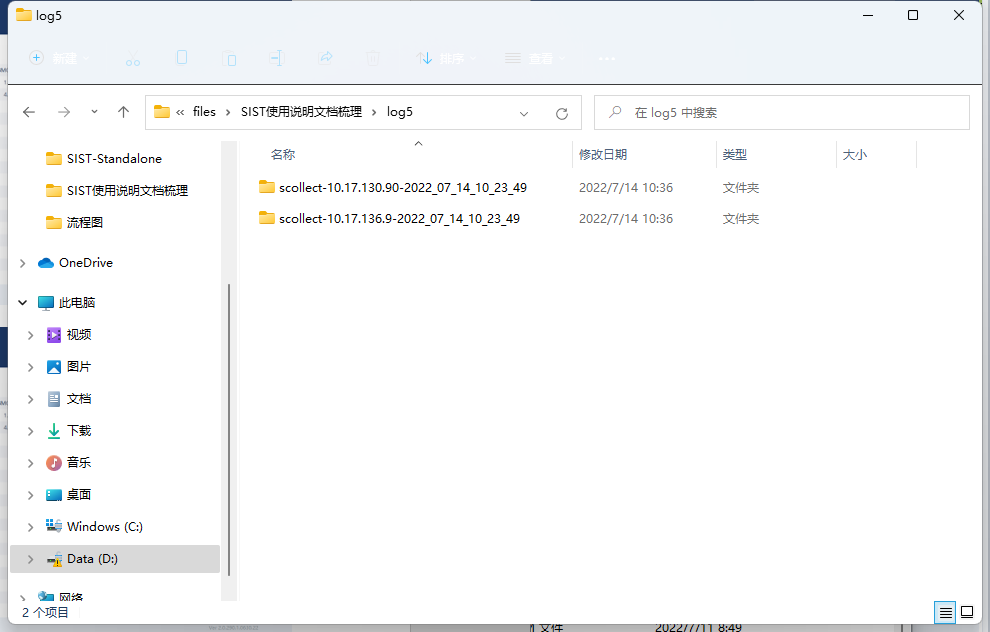 log5
新建
排序
查看
files
SIST使用说明文档梳理
log5
在 log5 中搜索
SIST-Standalone
SIST使用说明文档梳理
流程图
OneDrive
此电脑
视频
图片
文档
下载
音乐
桌面
Windows (C:)
Data (D:)
网络
名称 修改日期 类型 大小
scollect-10.17.130.90-2022_07_14_10_23_49 2022/7/14 10:36 文件夹
scollect-10.17.136.9-2022_07_14_10_23_49 2022/7/14 10:36 文件夹
2 个项目
文件 2022/7/11 8:49